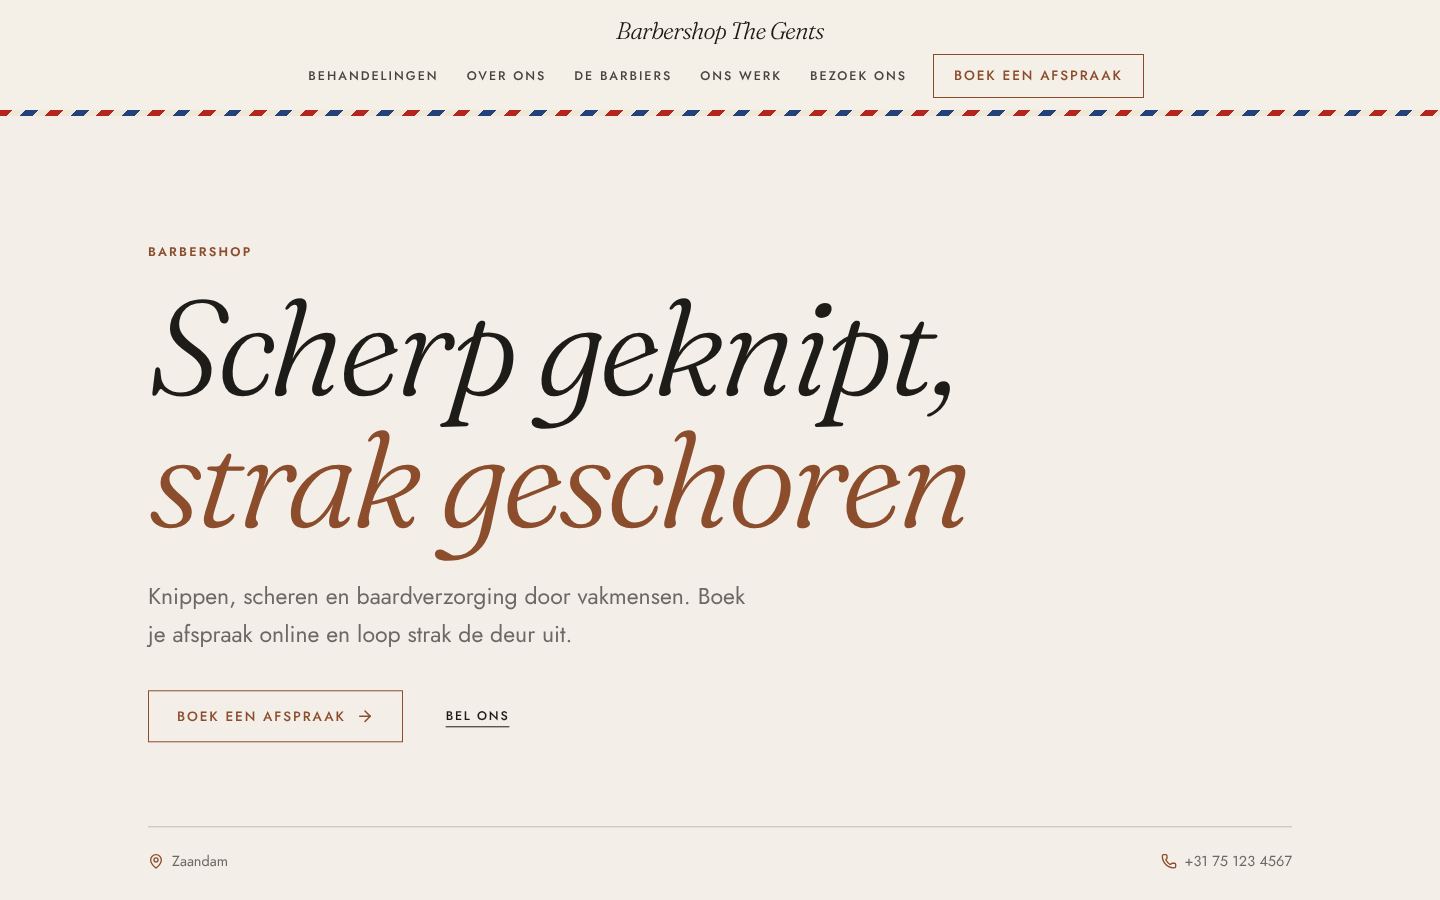 Barbershop The Gents
BEHANDELINGEN OVER ONS DE BARBIERS ONS WERK BEZOEK ONS BOEK EEN AFSPRAAK
BARBERSHOP
Scherp geknipt,
strak geschoren
Knippen, scheren en baardverzorging door vakmensen. Boek
je afspraak online en loop strak de deur uit.
BOEK EEN AFSPRAAK BEL ONS
Zaandam +31 75 123 4567